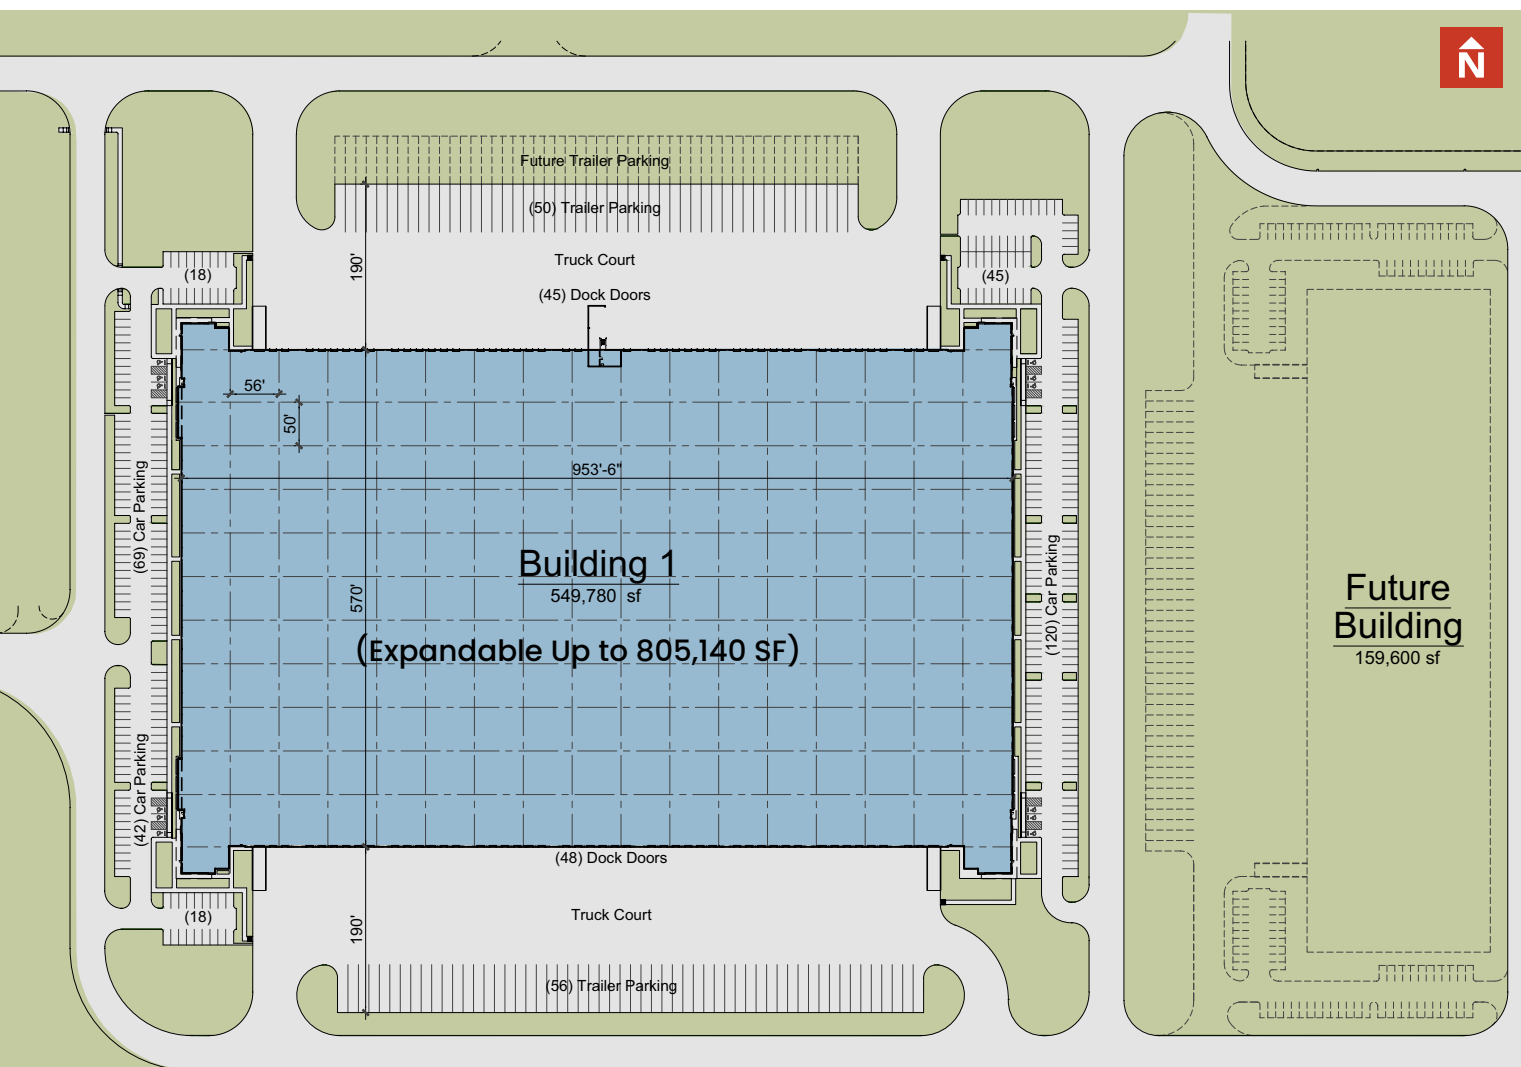 N
Future Trailer Parking
(50) Trailer Parking
190'
Truck Court
(18)
(45)
(45) Dock Doors
56'
50'
953'-6"
(69) Car Parking
Building 1
549,780 sf
570'
(Expandable Up to 805,140 SF)
(120) Car Parking
Future
Building
159,600 sf
(42) Car Parking
(48) Dock Doors
(18)
190'
Truck Court
(56) Trailer Parking